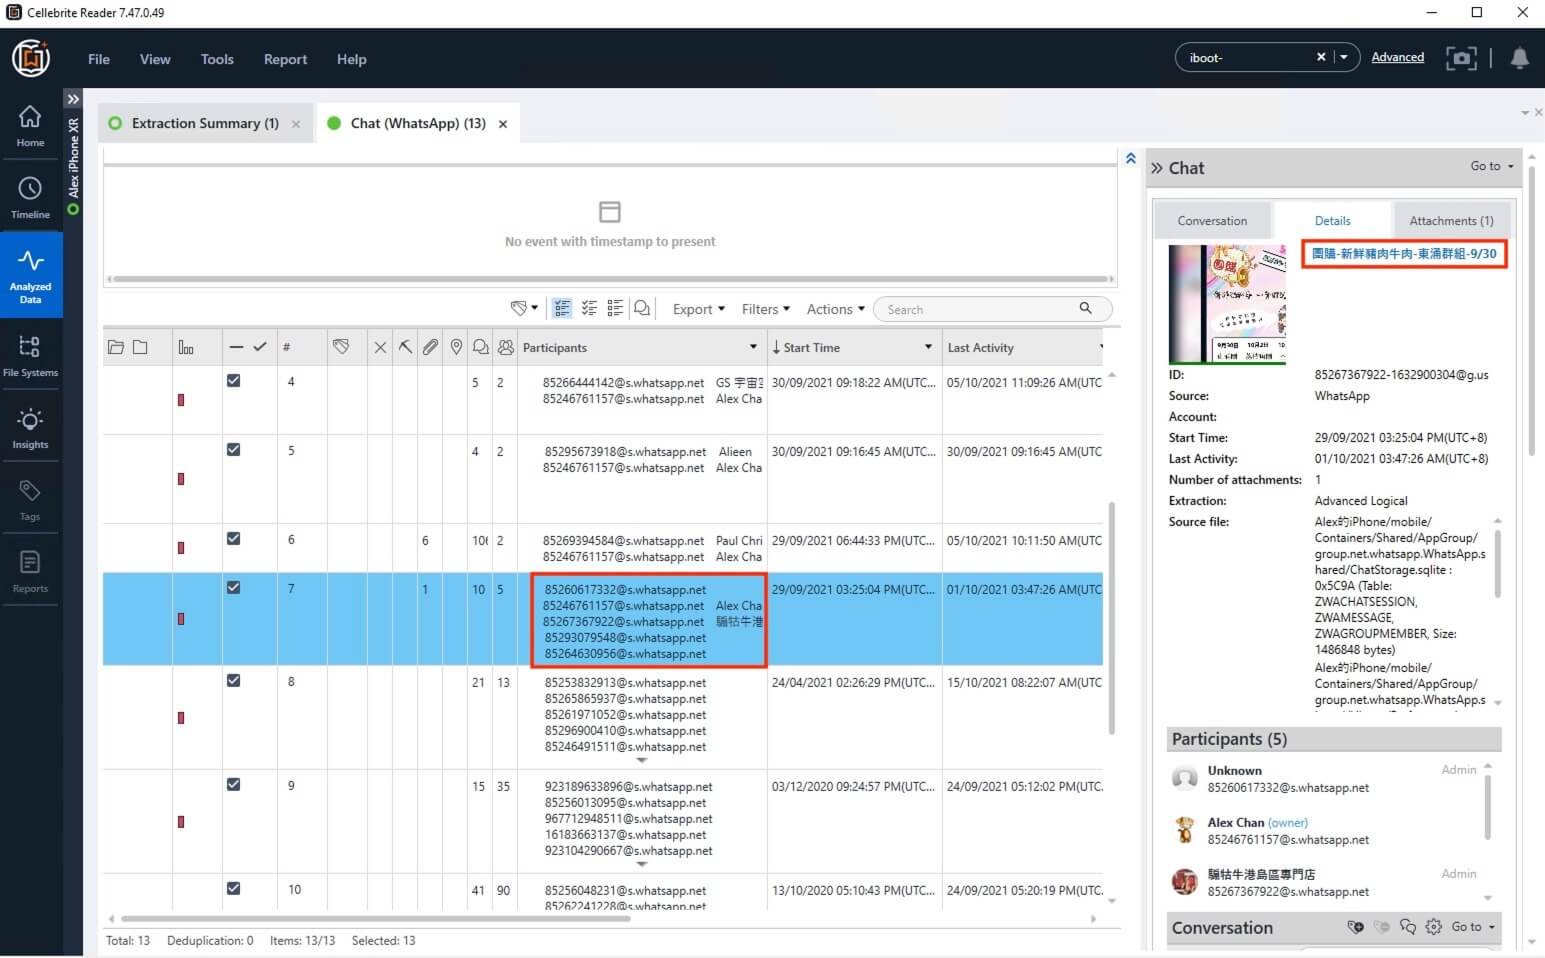 Cellebrite Reader 7.47.0.49
File View Tools Report Help
iboot-
Advanced
Home
Timeline
Analyzed
Data
File Systems
Insights
Tags
Reports
Alex iPhone XR
Extraction Summary (1)
Chat (WhatsApp) (13)
No event with timestamp to present
Export Filters Actions Search
# Participants Start Time Last Activity
4 5 2 85266444142@s.whatsapp.net GS 宇宙 30/09/2021 09:18:22 AM(UTC... 05/10/2021 11:09:26 AM(UTC
85246761157@s.whatsapp.net Alex Cha
5 4 2 85295673918@s.whatsapp.net Alieen 30/09/2021 09:16:45 AM(UTC... 30/09/2021 09:16:45 AM(UTC
85246761157@s.whatsapp.net Alex Cha
6 6 10 2 85269394584@s.whatsapp.net Paul Chri 29/09/2021 06:44:33 PM(UTC... 05/10/2021 10:11:50 AM(UTC
85246761157@s.whatsapp.net Alex Cha
7 1 10 5 85260617332@s.whatsapp.net 29/09/2021 03:25:04 PM(UTC... 01/10/2021 03:47:26 AM(UTC
85246761157@s.whatsapp.net Alex Cha
85267367922@s.whatsapp.net 騸牯牛港
85293079548@s.whatsapp.net
85264630956@s.whatsapp.net
8 21 13 85253832913@s.whatsapp.net 24/04/2021 02:26:29 PM(UTC... 15/10/2021 08:22:07 AM(UTC
85265865937@s.whatsapp.net
85261971052@s.whatsapp.net
85296900410@s.whatsapp.net
85246491511@s.whatsapp.net
9 15 35 923189633896@s.whatsapp.net 03/12/2020 09:24:57 PM(UTC... 24/09/2021 05:12:02 PM(UTC.
85256013095@s.whatsapp.net
967712948511@s.whatsapp.net
16183663137@s.whatsapp.net
923104290667@s.whatsapp.net
10 41 90 85256048231@s.whatsapp.net 13/10/2020 05:10:43 PM(UTC... 24/09/2021 05:20:19 PM(UTC.
85262241228@s.whatsapp.net
Total: 13 Deduplication: 0 Items: 13/13 Selected: 13
Chat Go to
Conversation Details Attachments (1)
團購-新鮮豬肉牛肉-東涌群組-9/30
ID: 85267367922-1632900304@g.us
Source: WhatsApp
Account:
Start Time: 29/09/2021 03:25:04 PM(UTC+8)
Last Activity: 01/10/2021 03:47:26 AM(UTC+8)
Number of attachments: 1
Extraction: Advanced Logical
Source file: Alex的iPhone/mobile/
Containers/Shared/AppGroup/
group.net.whatsapp.WhatsApp.s
hared/ChatStorage.sqlite :
0x5C9A (Table:
ZWACHATSESSION,
ZWAMESSAGE,
ZWAGROUPMEMBER, Size:
1486848 bytes)
Alex的iPhone/mobile/
Containers/Shared/AppGroup/
group.net.whatsapp.WhatsApp.s
Participants (5)
Unknown Admin
85260617332@s.whatsapp.net
Alex Chan (owner)
85246761157@s.whatsapp.net
騸牯牛港島區專門店 Admin
85267367922@s.whatsapp.net
Conversation Go to